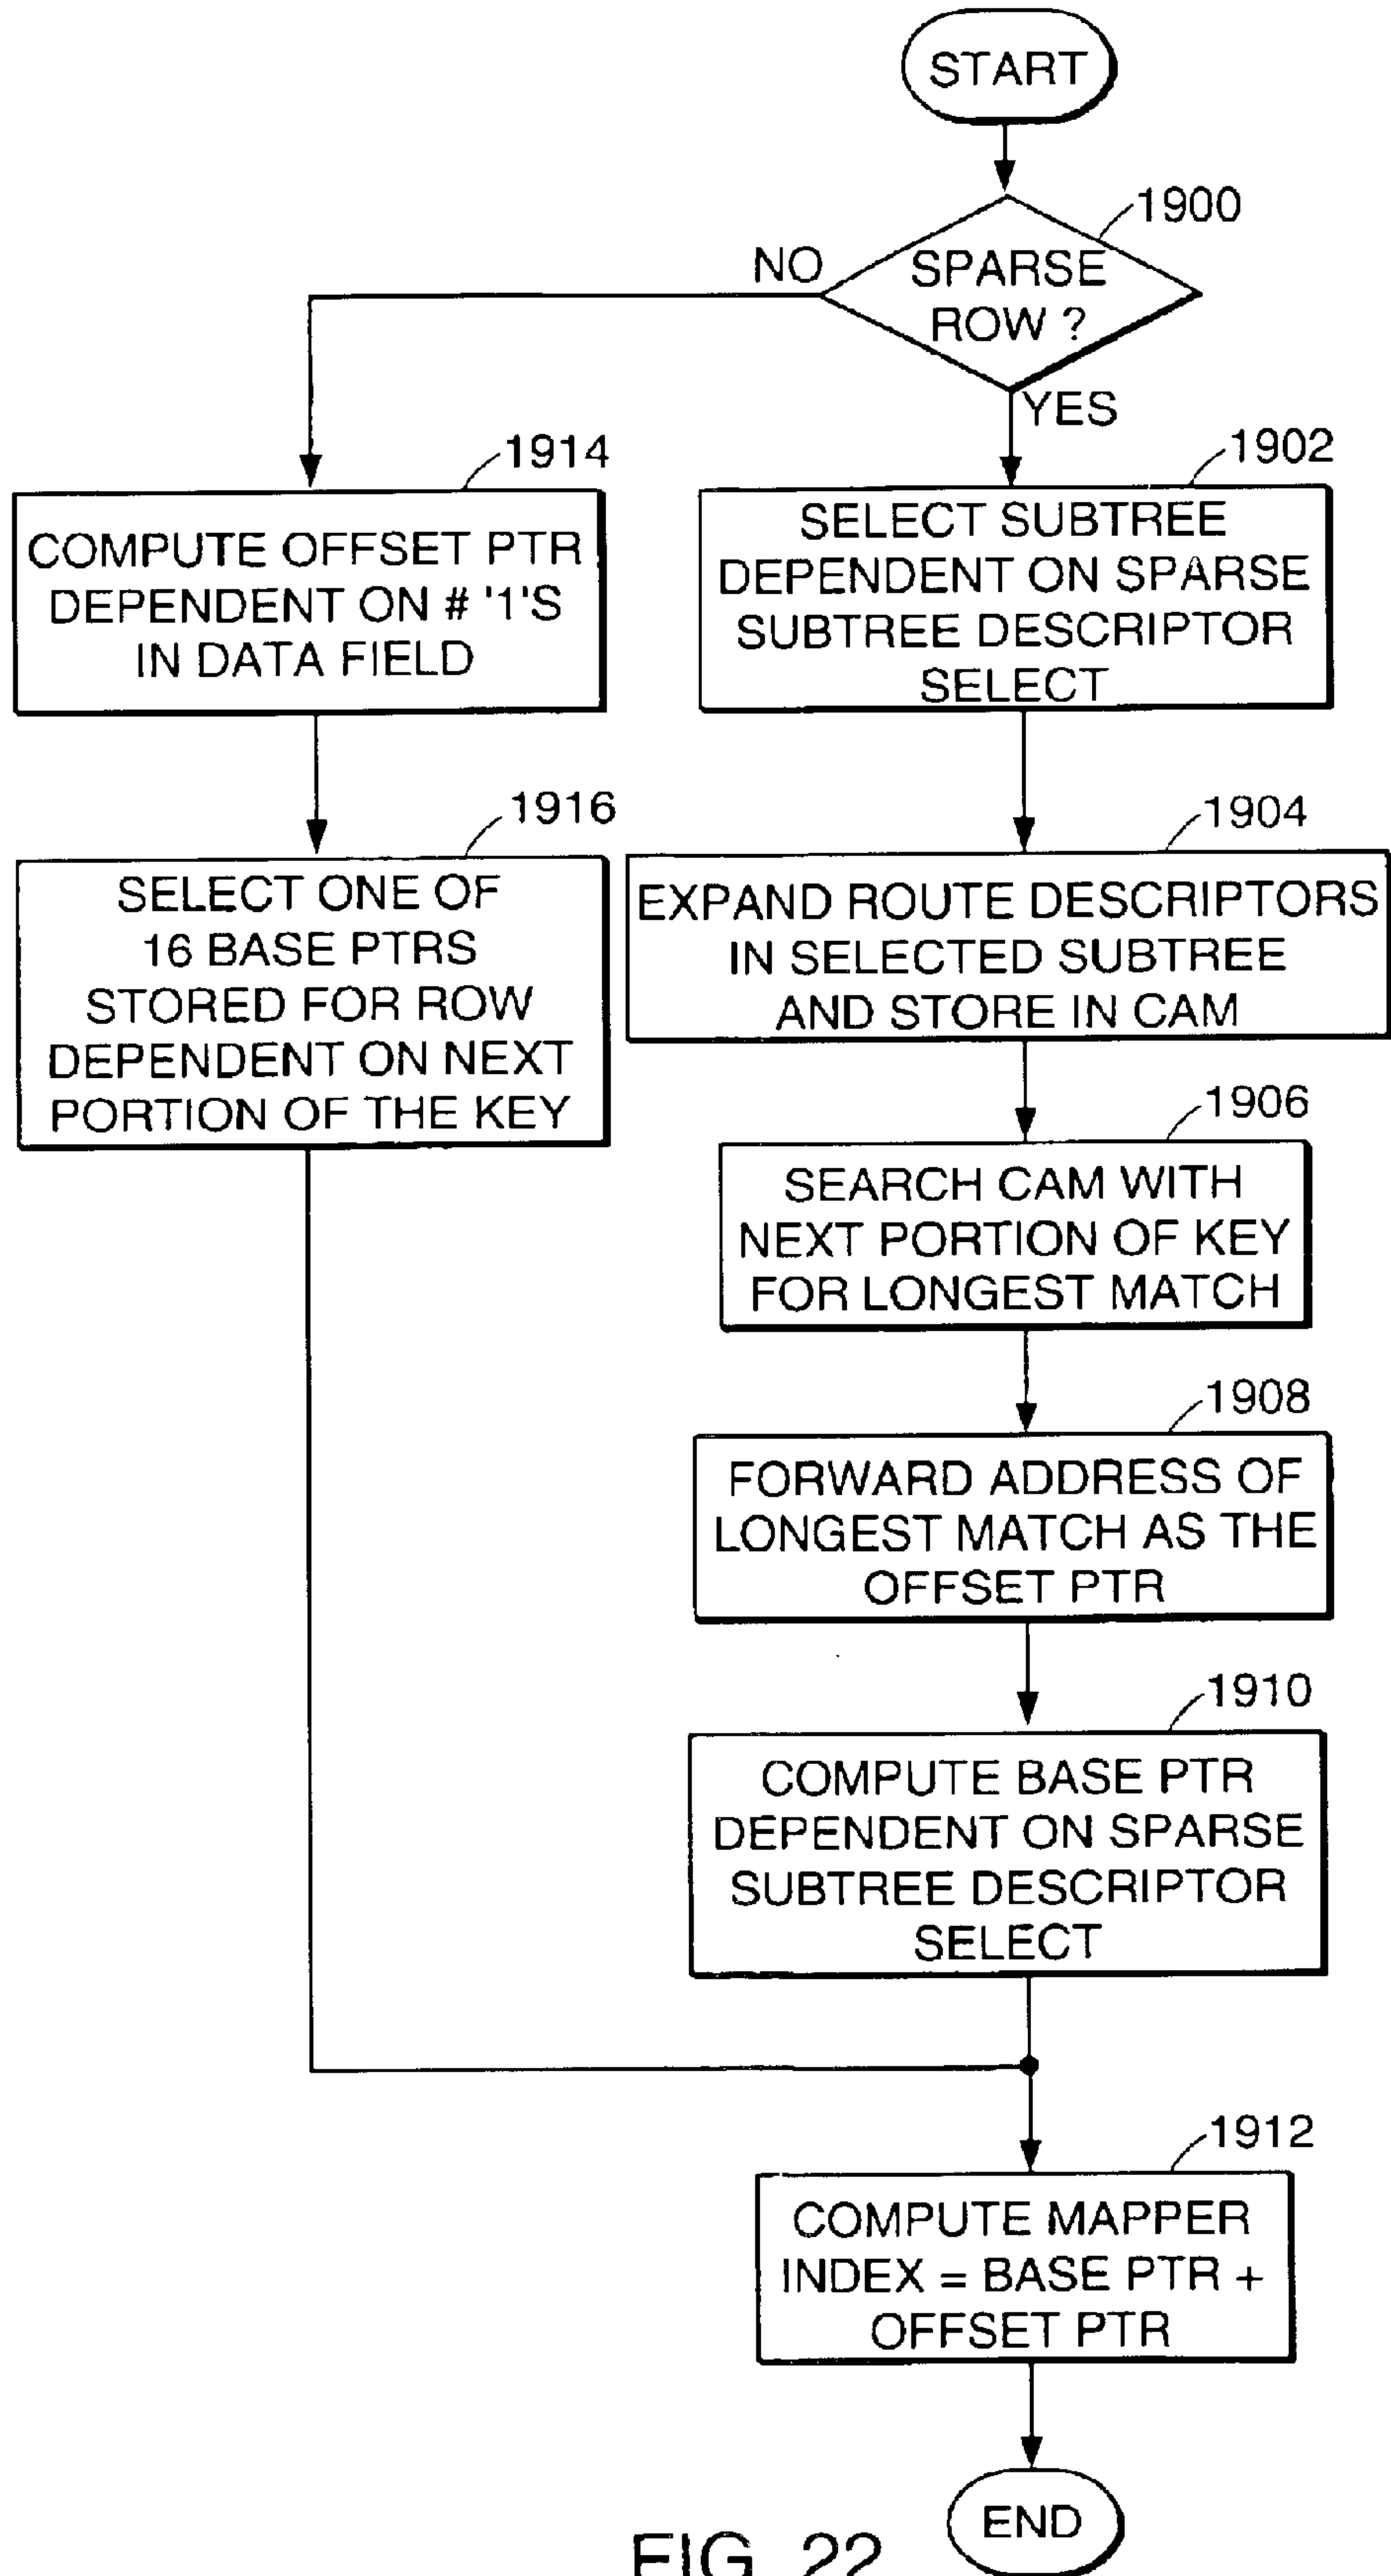 START
1900
SPARSE
ROW ?
NO
YES
1914
COMPUTE OFFSET PTR
DEPENDENT ON # '1'S
IN DATA FIELD
1902
SELECT SUBTREE
DEPENDENT ON SPARSE
SUBTREE DESCRIPTOR
SELECT
1916
SELECT ONE OF
16 BASE PTRS
STORED FOR ROW
DEPENDENT ON NEXT
PORTION OF THE KEY
1904
EXPAND ROUTE DESCRIPTORS
IN SELECTED SUBTREE
AND STORE IN CAM
1906
SEARCH CAM WITH
NEXT PORTION OF KEY
FOR LONGEST MATCH
1908
FORWARD ADDRESS OF
LONGEST MATCH AS THE
OFFSET PTR
1910
COMPUTE BASE PTR
DEPENDENT ON SPARSE
SUBTREE DESCRIPTOR
SELECT
1912
COMPUTE MAPPER
INDEX = BASE PTR +
OFFSET PTR
END
FIG. 22